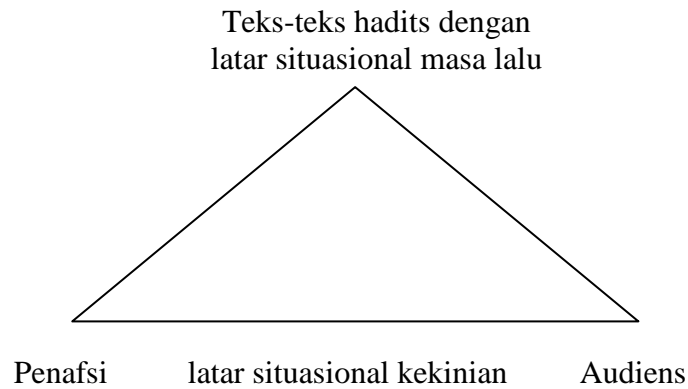 Teks-teks hadits dengan
latar situasional masa lalu
Penafsi latar situasional kekinian Audiens